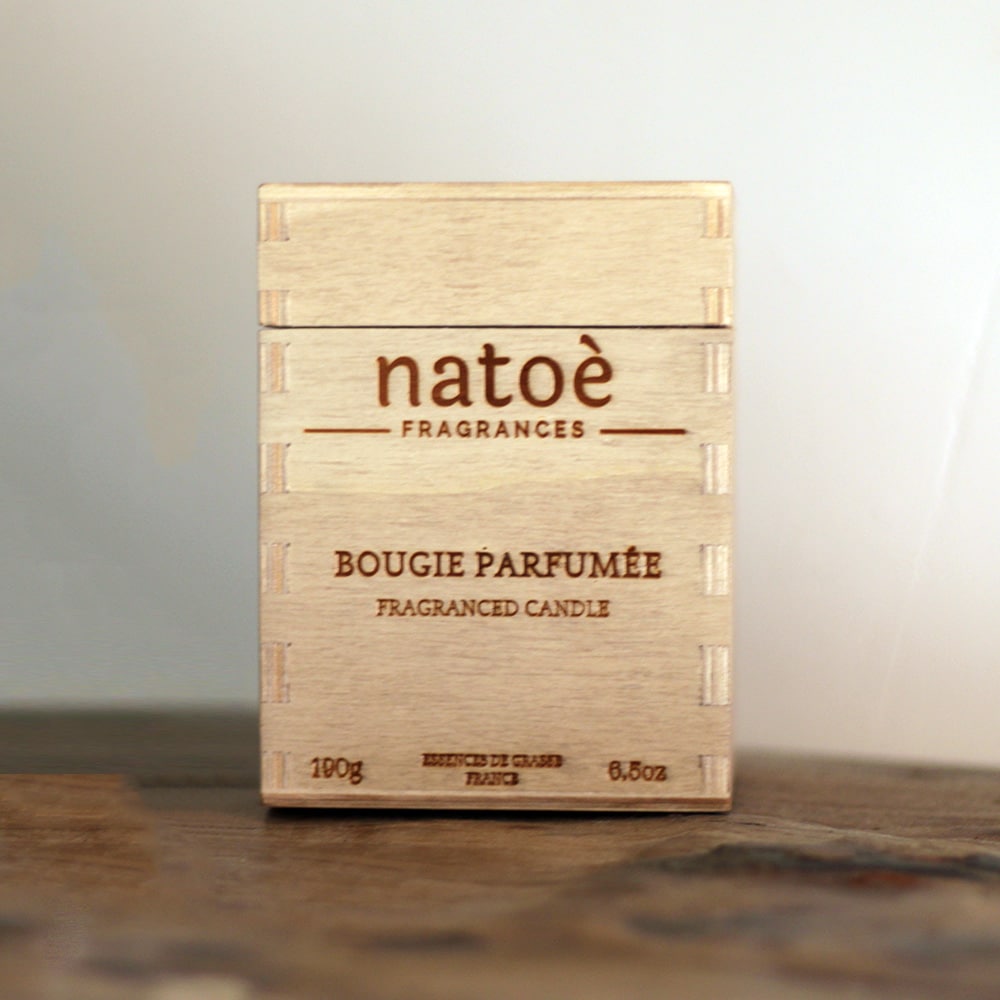 natoè
FRAGRANCES
BOUGIE PARFUMÉE
FRAGRANCED CANDLE
190g
ESSENCES DE GRASSE
FRANCE
6.5oz